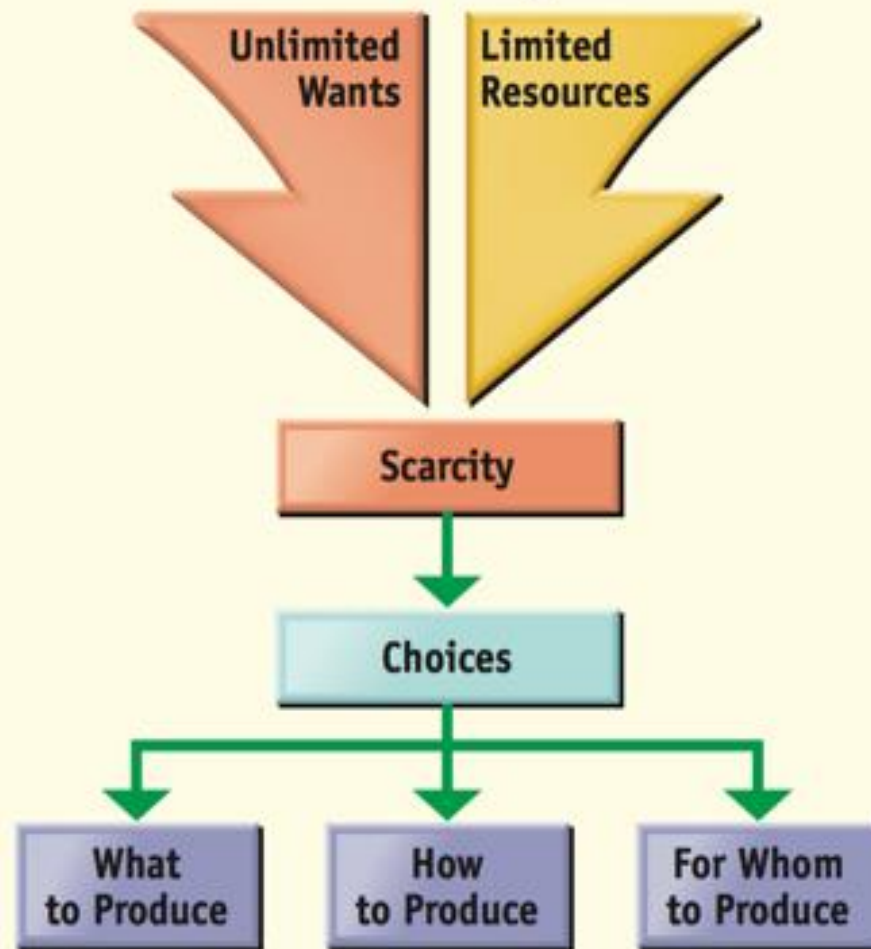 Unlimited
Wants
Limited
Resources
Scarcity
Choices
What
to Produce
How
to Produce
For Whom
to Produce